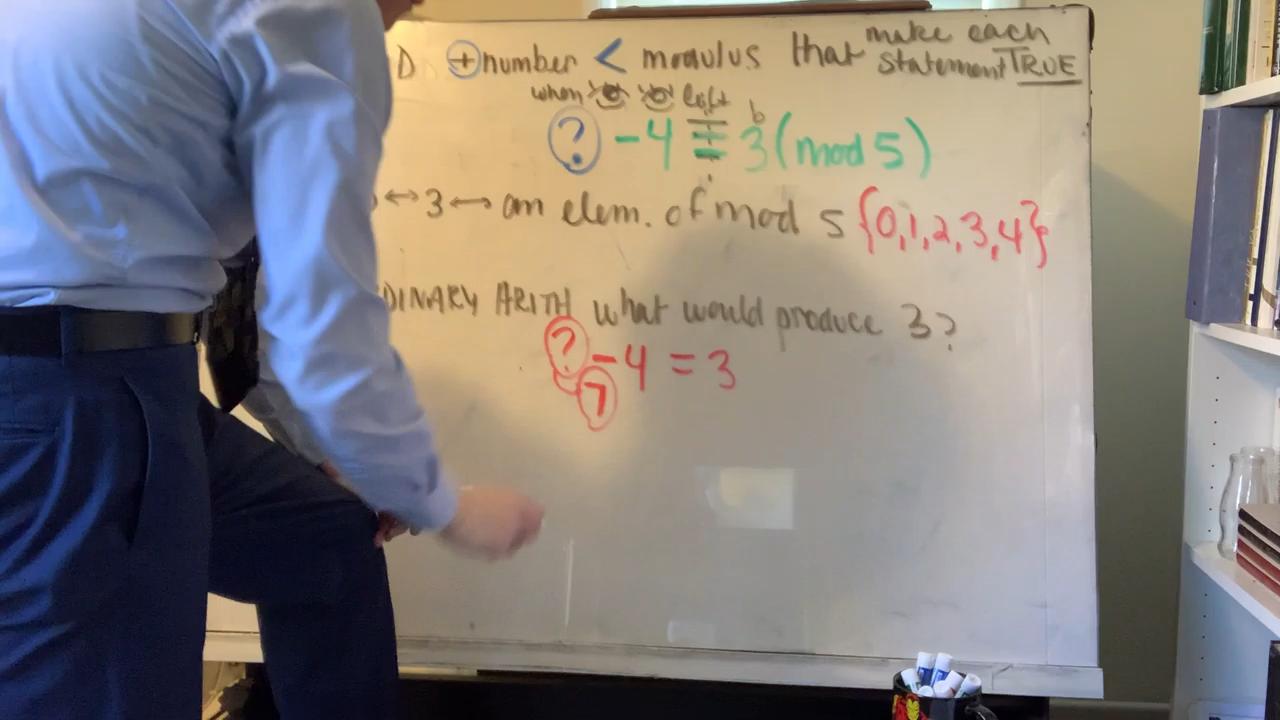 D ⊕ number < modulus that make each statement TRUE
when left
? - 4 ≡ 3 (mod 5)
b
↔ 3 ↔ an elem. of mod 5 {0,1,2,3,4}
DINARY ARITH what would produce 3?
? - 4 = 3
7